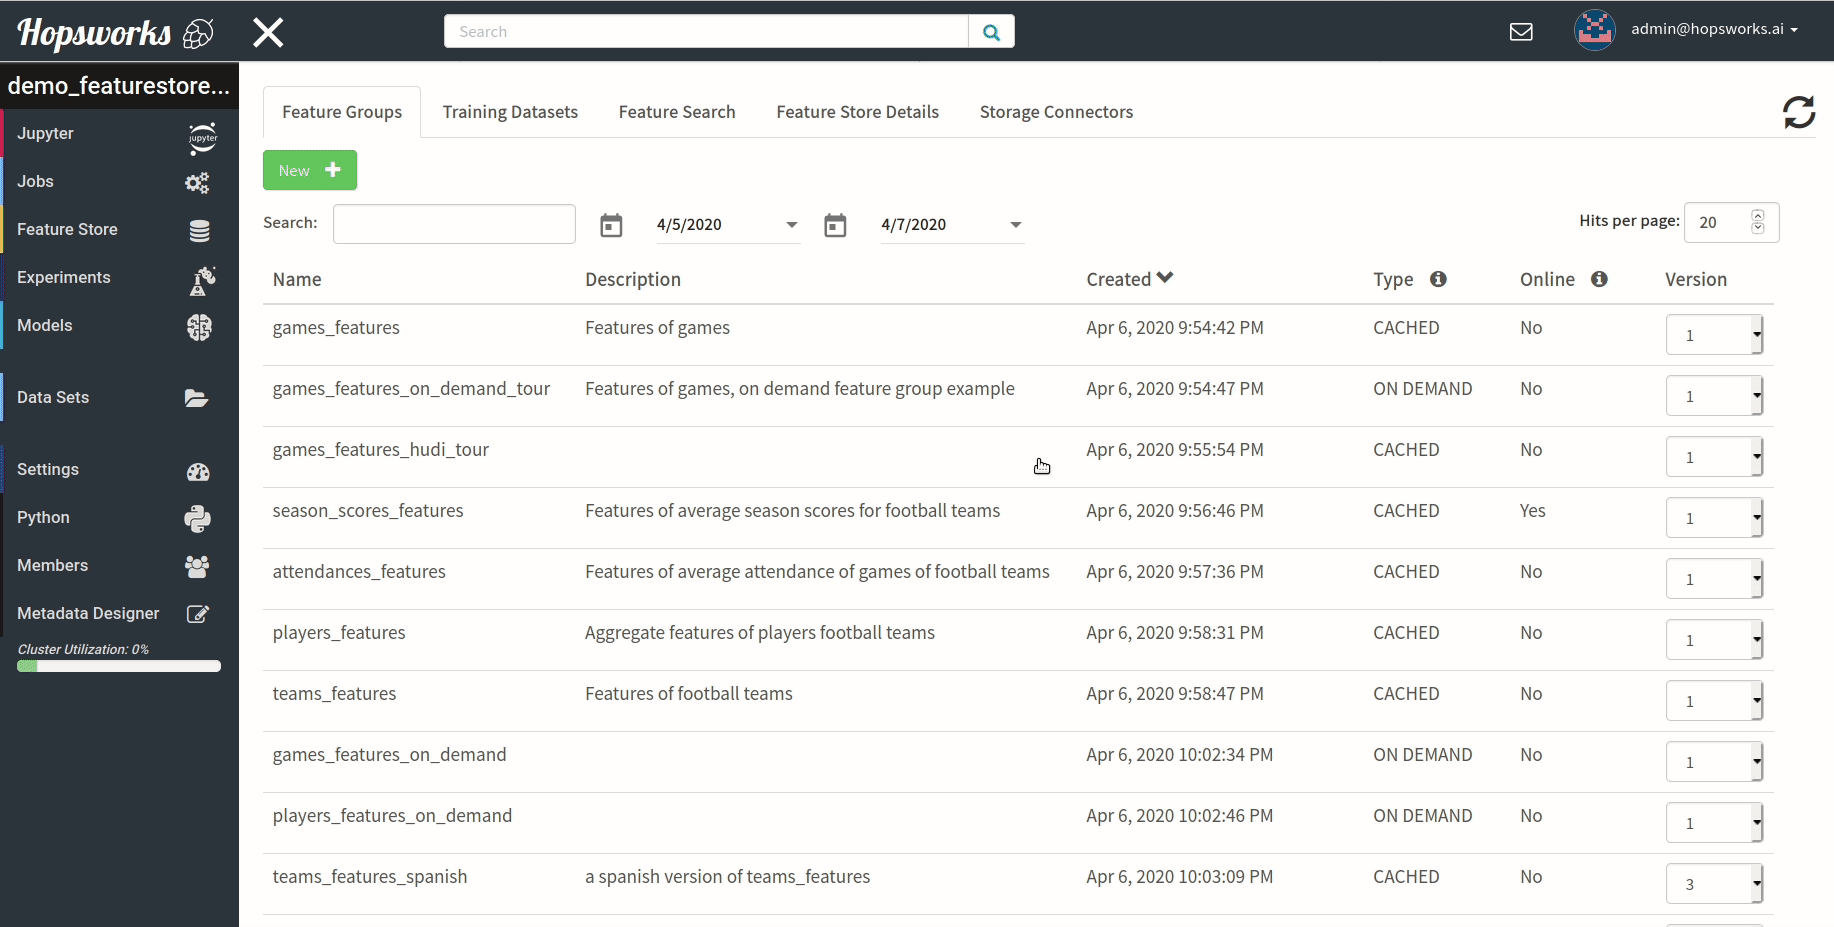 Hopsworks
Search
admin@hopsworks.ai
demo_featurestore...
Jupyter
jupyter
Jobs
Feature Store
Experiments
Models
Data Sets
Settings
Python
Members
Metadata Designer
Cluster Utilization: 0%
Feature Groups Training Datasets Feature Search Feature Store Details Storage Connectors
New
Search: 4/5/2020 4/7/2020 Hits per page: 20
Name Description Created Type Online Version
games_features Features of games Apr 6, 2020 9:54:42 PM CACHED No 1
games_features_on_demand_tour Features of games, on demand feature group example Apr 6, 2020 9:54:47 PM ON DEMAND No 1
games_features_hudi_tour Apr 6, 2020 9:55:54 PM CACHED No 1
season_scores_features Features of average season scores for football teams Apr 6, 2020 9:56:46 PM CACHED Yes 1
attendances_features Features of average attendance of games of football teams Apr 6, 2020 9:57:36 PM CACHED No 1
players_features Aggregate features of players football teams Apr 6, 2020 9:58:31 PM CACHED No 1
teams_features Features of football teams Apr 6, 2020 9:58:47 PM CACHED No 1
games_features_on_demand Apr 6, 2020 10:02:34 PM ON DEMAND No 1
players_features_on_demand Apr 6, 2020 10:02:46 PM ON DEMAND No 1
teams_features_spanish a spanish version of teams_features Apr 6, 2020 10:03:09 PM CACHED No 3